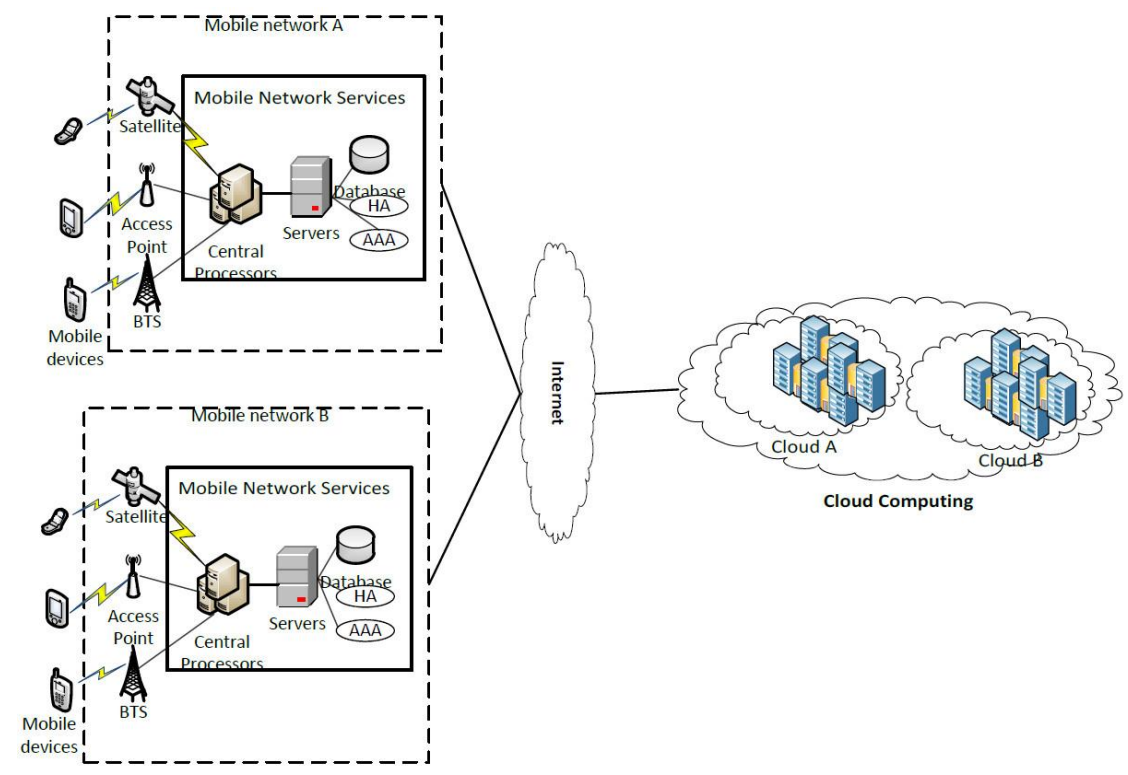 Mobile network A
Mobile Network Services
Satellite
Database
HA
Access
Point
Servers
AAA
Central
Processors
BTS
Mobile
devices
Mobile network B
Mobile Network Services
Satellite
Database
HA
Access
Point
Servers
AAA
Central
Processors
BTS
Mobile
devices
Internet
Cloud A
Cloud B
Cloud Computing